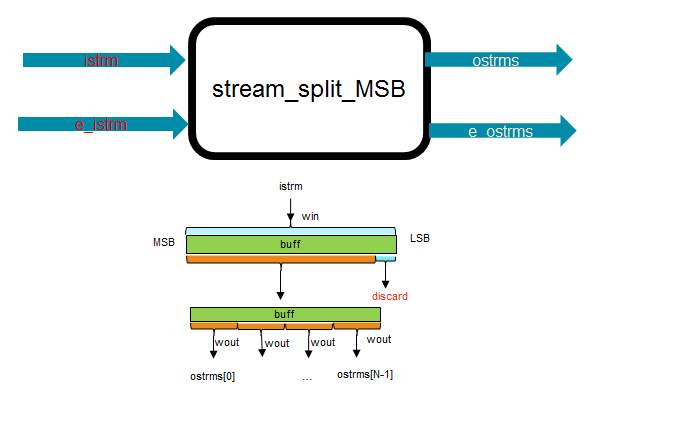 istrm
ostrms
stream_split_MSB
e_istrm
e_ostrms
istrm
win
MSB
buff
LSB
discard
buff
wout
wout
wout
wout
ostrms[0]
...
ostrms[N-1]